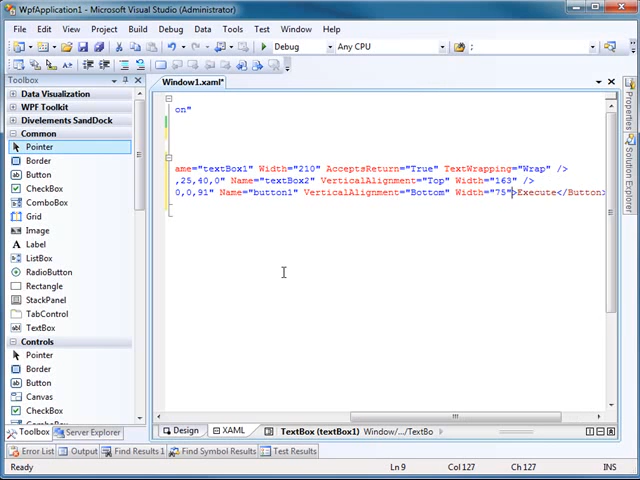 WpfApplication1 - Microsoft Visual Studio (Administrator)
File Edit View Project Build Debug Data Tools Test Window Help
Debug Any CPU ;
Toolbox
Window1.xaml*
Data Visualization
WPF Toolkit
Divelements SandDock
Common
Pointer
Border
Button
CheckBox
ComboBox
Grid
Image
Label
ListBox
RadioButton
Rectangle
StackPanel
TabControl
TextBox
Controls
Pointer
Border
Button
Canvas
CheckBox
ComboBox
on"
ame="textBox1" Width="210" AcceptsReturn="True" TextWrapping="Wrap" />
,25,40,0" Name="textBox2" VerticalAlignment="Top" Width="163" />
0,0,91" Name="button1" VerticalAlignment="Bottom" Width="75">Execute</Button>
Properties
Solution Explorer
Design XAML TextBox (textBox1) Window/.../TextBo
Toolbox Server Explorer
Error List Output Find Results 1 Find Symbol Results Test Results
Ready Ln 9 Col 127 Ch 127 INS